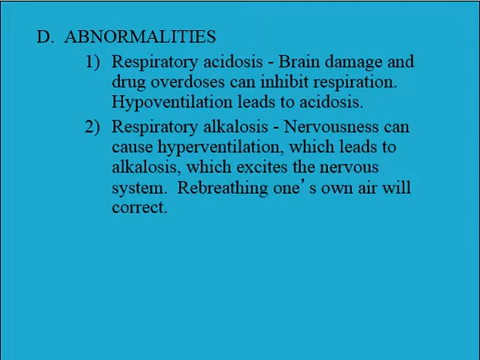 D. ABNORMALITIES
1) Respiratory acidosis - Brain damage and
drug overdoses can inhibit respiration.
Hypoventilation leads to acidosis.
2) Respiratory alkalosis - Nervousness can
cause hyperventilation, which leads to
alkalosis, which excites the nervous
system. Rebreathing one’s own air will
correct.